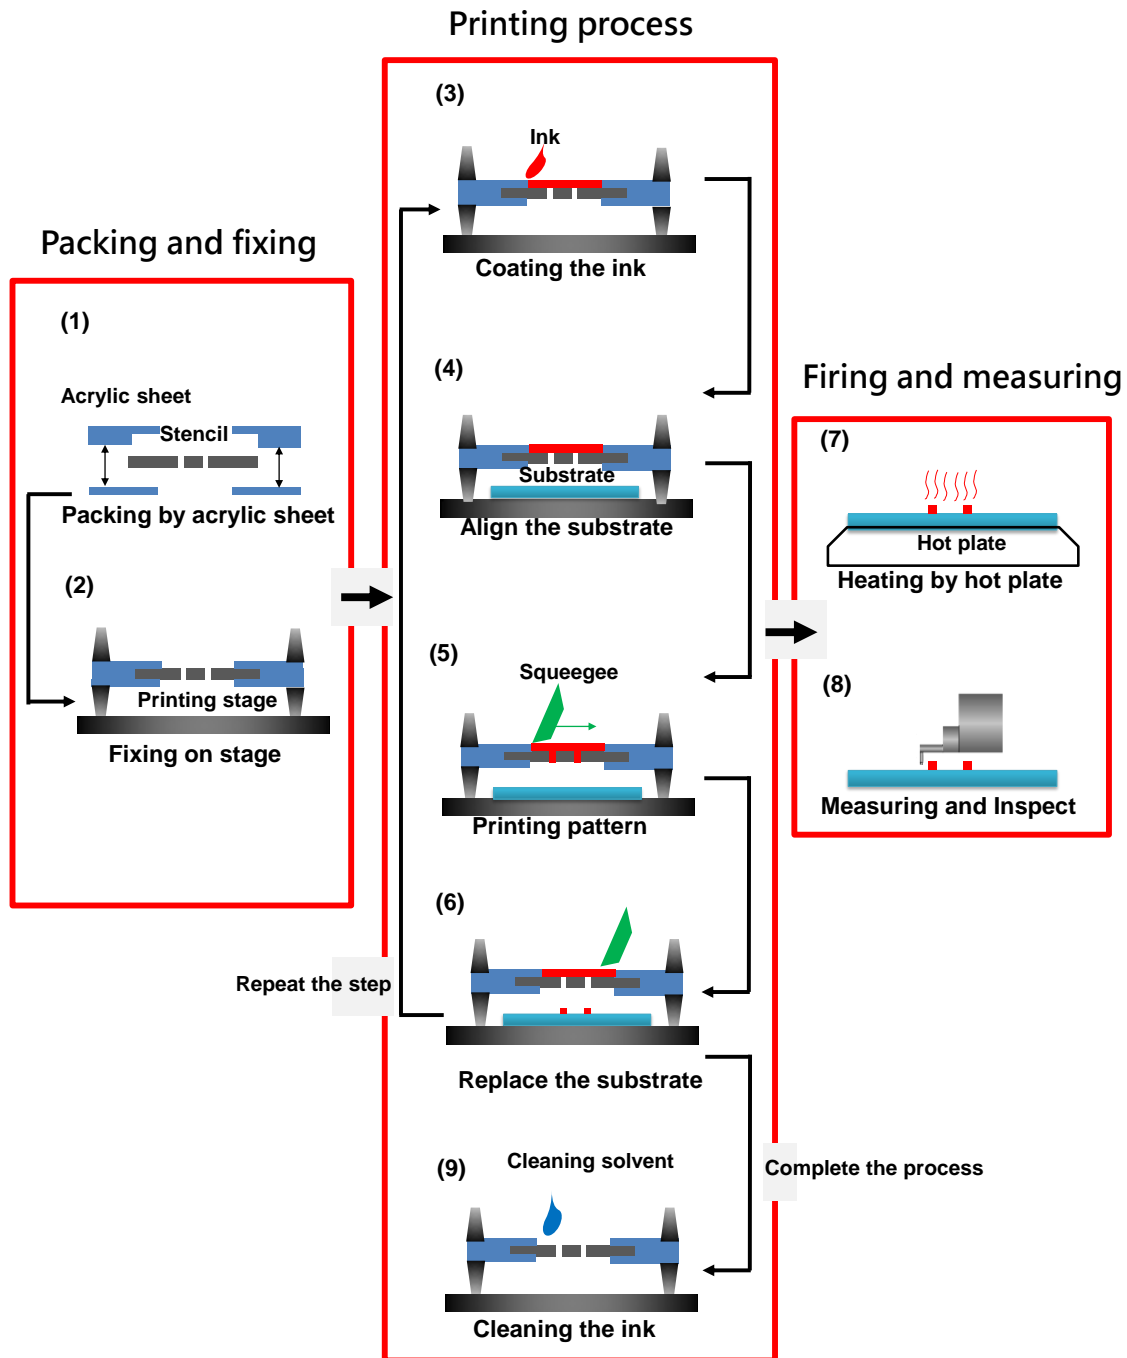 Printing process
(3)
Ink
Coating the ink
Packing and fixing
(1)
Acrylic sheet
Stencil
Packing by acrylic sheet
(2)
Printing stage
Fixing on stage
(4)
Substrate
Align the substrate
(5)
Squeegee
Printing pattern
(6)
Repeat the step
Replace the substrate
(9)
Cleaning solvent
Complete the process
Cleaning the ink
Firing and measuring
(7)
Hot plate
Heating by hot plate
(8)
Measuring and Inspect